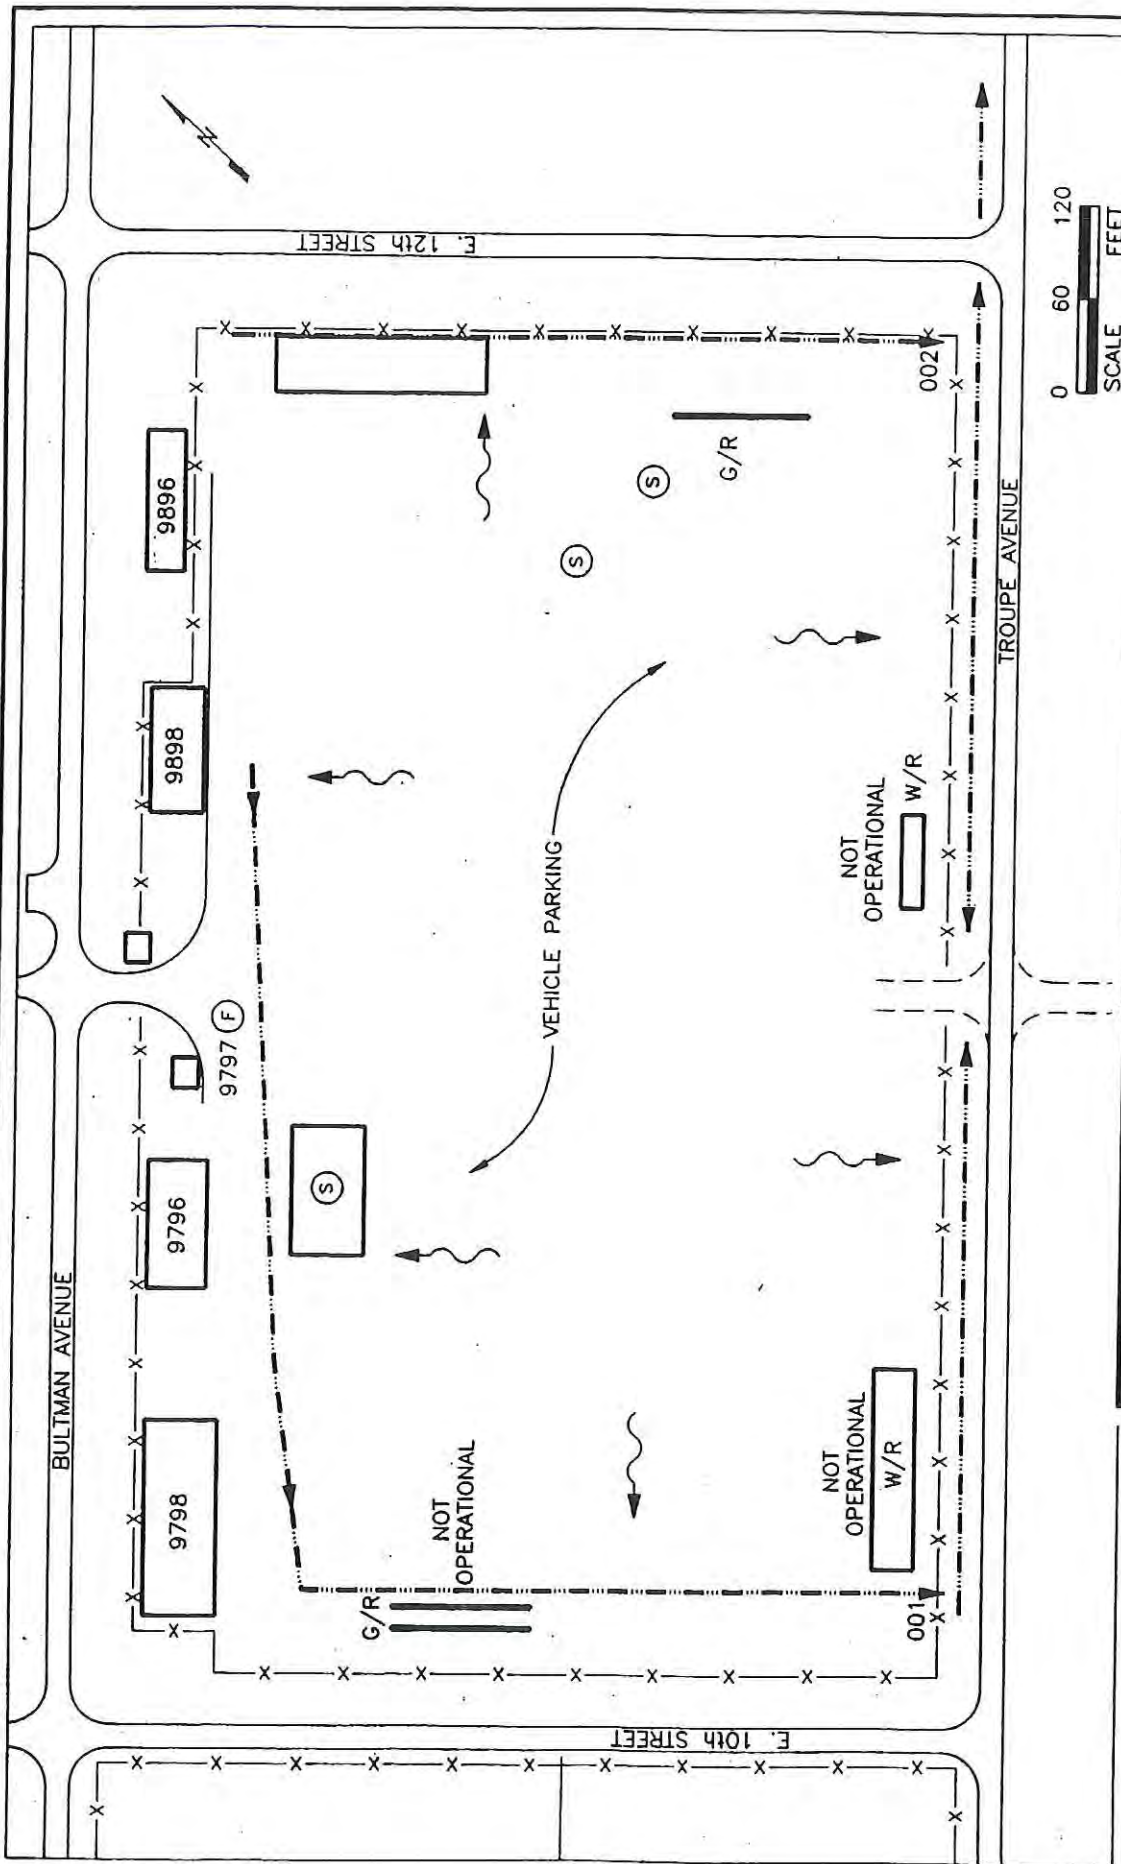 BULTMAN AVENUE
9798
9796
9797 F
9898
9896
N
E. 12th STREET
E. 10th STREET
S
VEHICLE PARKING
S
S
G/R
G/R
NOT
OPERATIONAL
NOT
OPERATIONAL
W/R
NOT
OPERATIONAL
W/R
001
002
TROUPE AVENUE
0 60 120
SCALE FEET